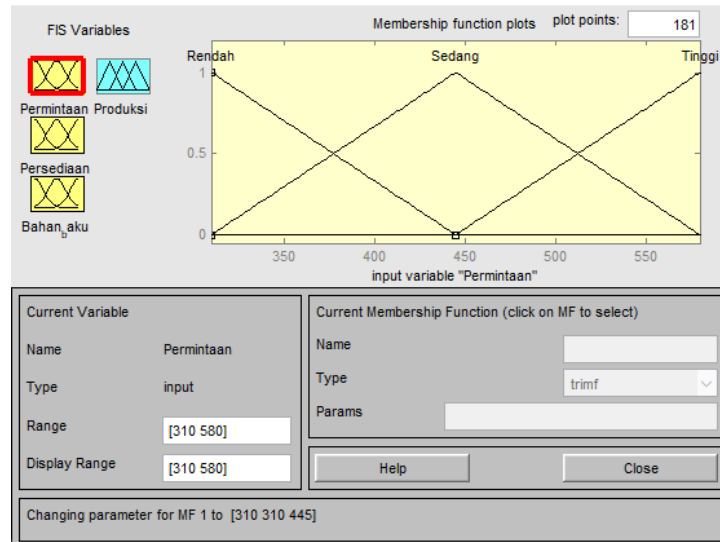 FIS Variables
Membership function plots plot points: 181
Rendah Sedang Tinggi
1
Permintaan Produksi
0.5
Persediaan
0
Bahan_baku
350 400 450 500 550
input variable "Permintaan"
Current Variable
Name Permintaan
Type input
Range [310 580]
Display Range [310 580]
Current Membership Function (click on MF to select)
Name
Type trimf
Params
Help Close
Changing parameter for MF 1 to [310 310 445]